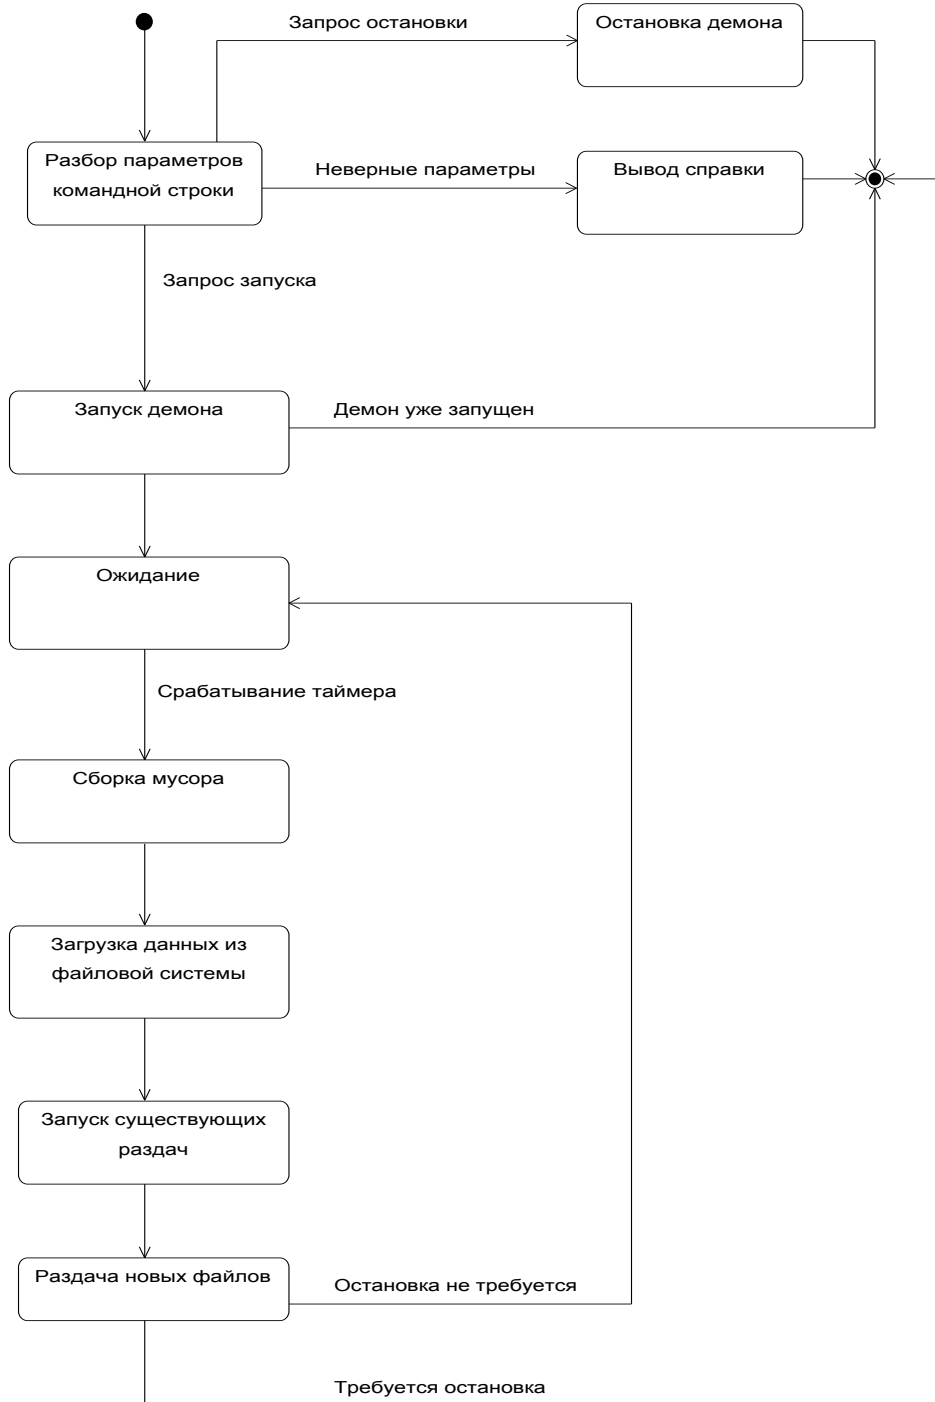 Запрос остановки
Остановка демона
Разбор параметров
командной строки
Неверные параметры
Вывод справки
Запрос запуска
Запуск демона
Демон уже запущен
Ожидание
Срабатывание таймера
Сборка мусора
Загрузка данных из
файловой системы
Запуск существующих
раздач
Раздача новых файлов
Остановка не требуется
Требуется остановка